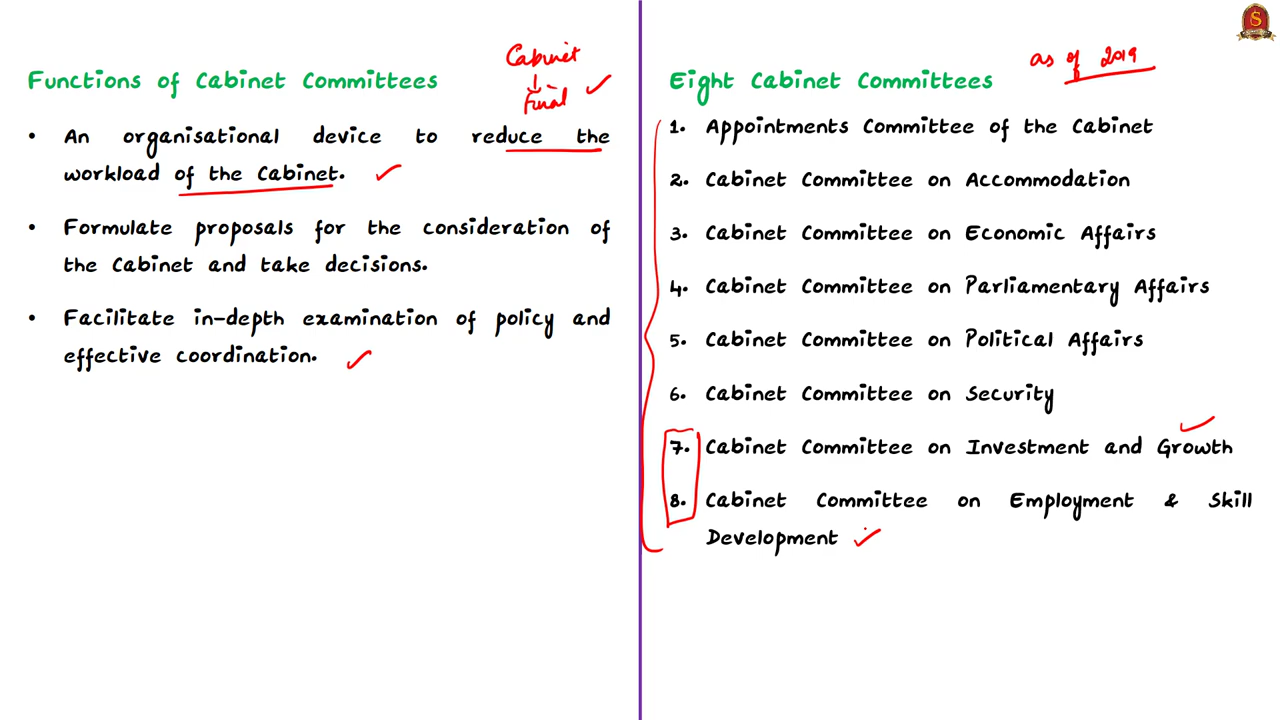 Functions of Cabinet Committees
Cabinet
Final
• An organisational device to reduce the
workload of the Cabinet.
• Formulate proposals for the consideration of
the Cabinet and take decisions.
• Facilitate in-depth examination of policy and
effective coordination.
Eight Cabinet Committees
as of 2019
1. Appointments Committee of the Cabinet
2. Cabinet Committee on Accommodation
3. Cabinet Committee on Economic Affairs
4. Cabinet Committee on Parliamentary Affairs
5. Cabinet Committee on Political Affairs
6. Cabinet Committee on Security
7. Cabinet Committee on Investment and Growth
8. Cabinet Committee on Employment & Skill
Development
S